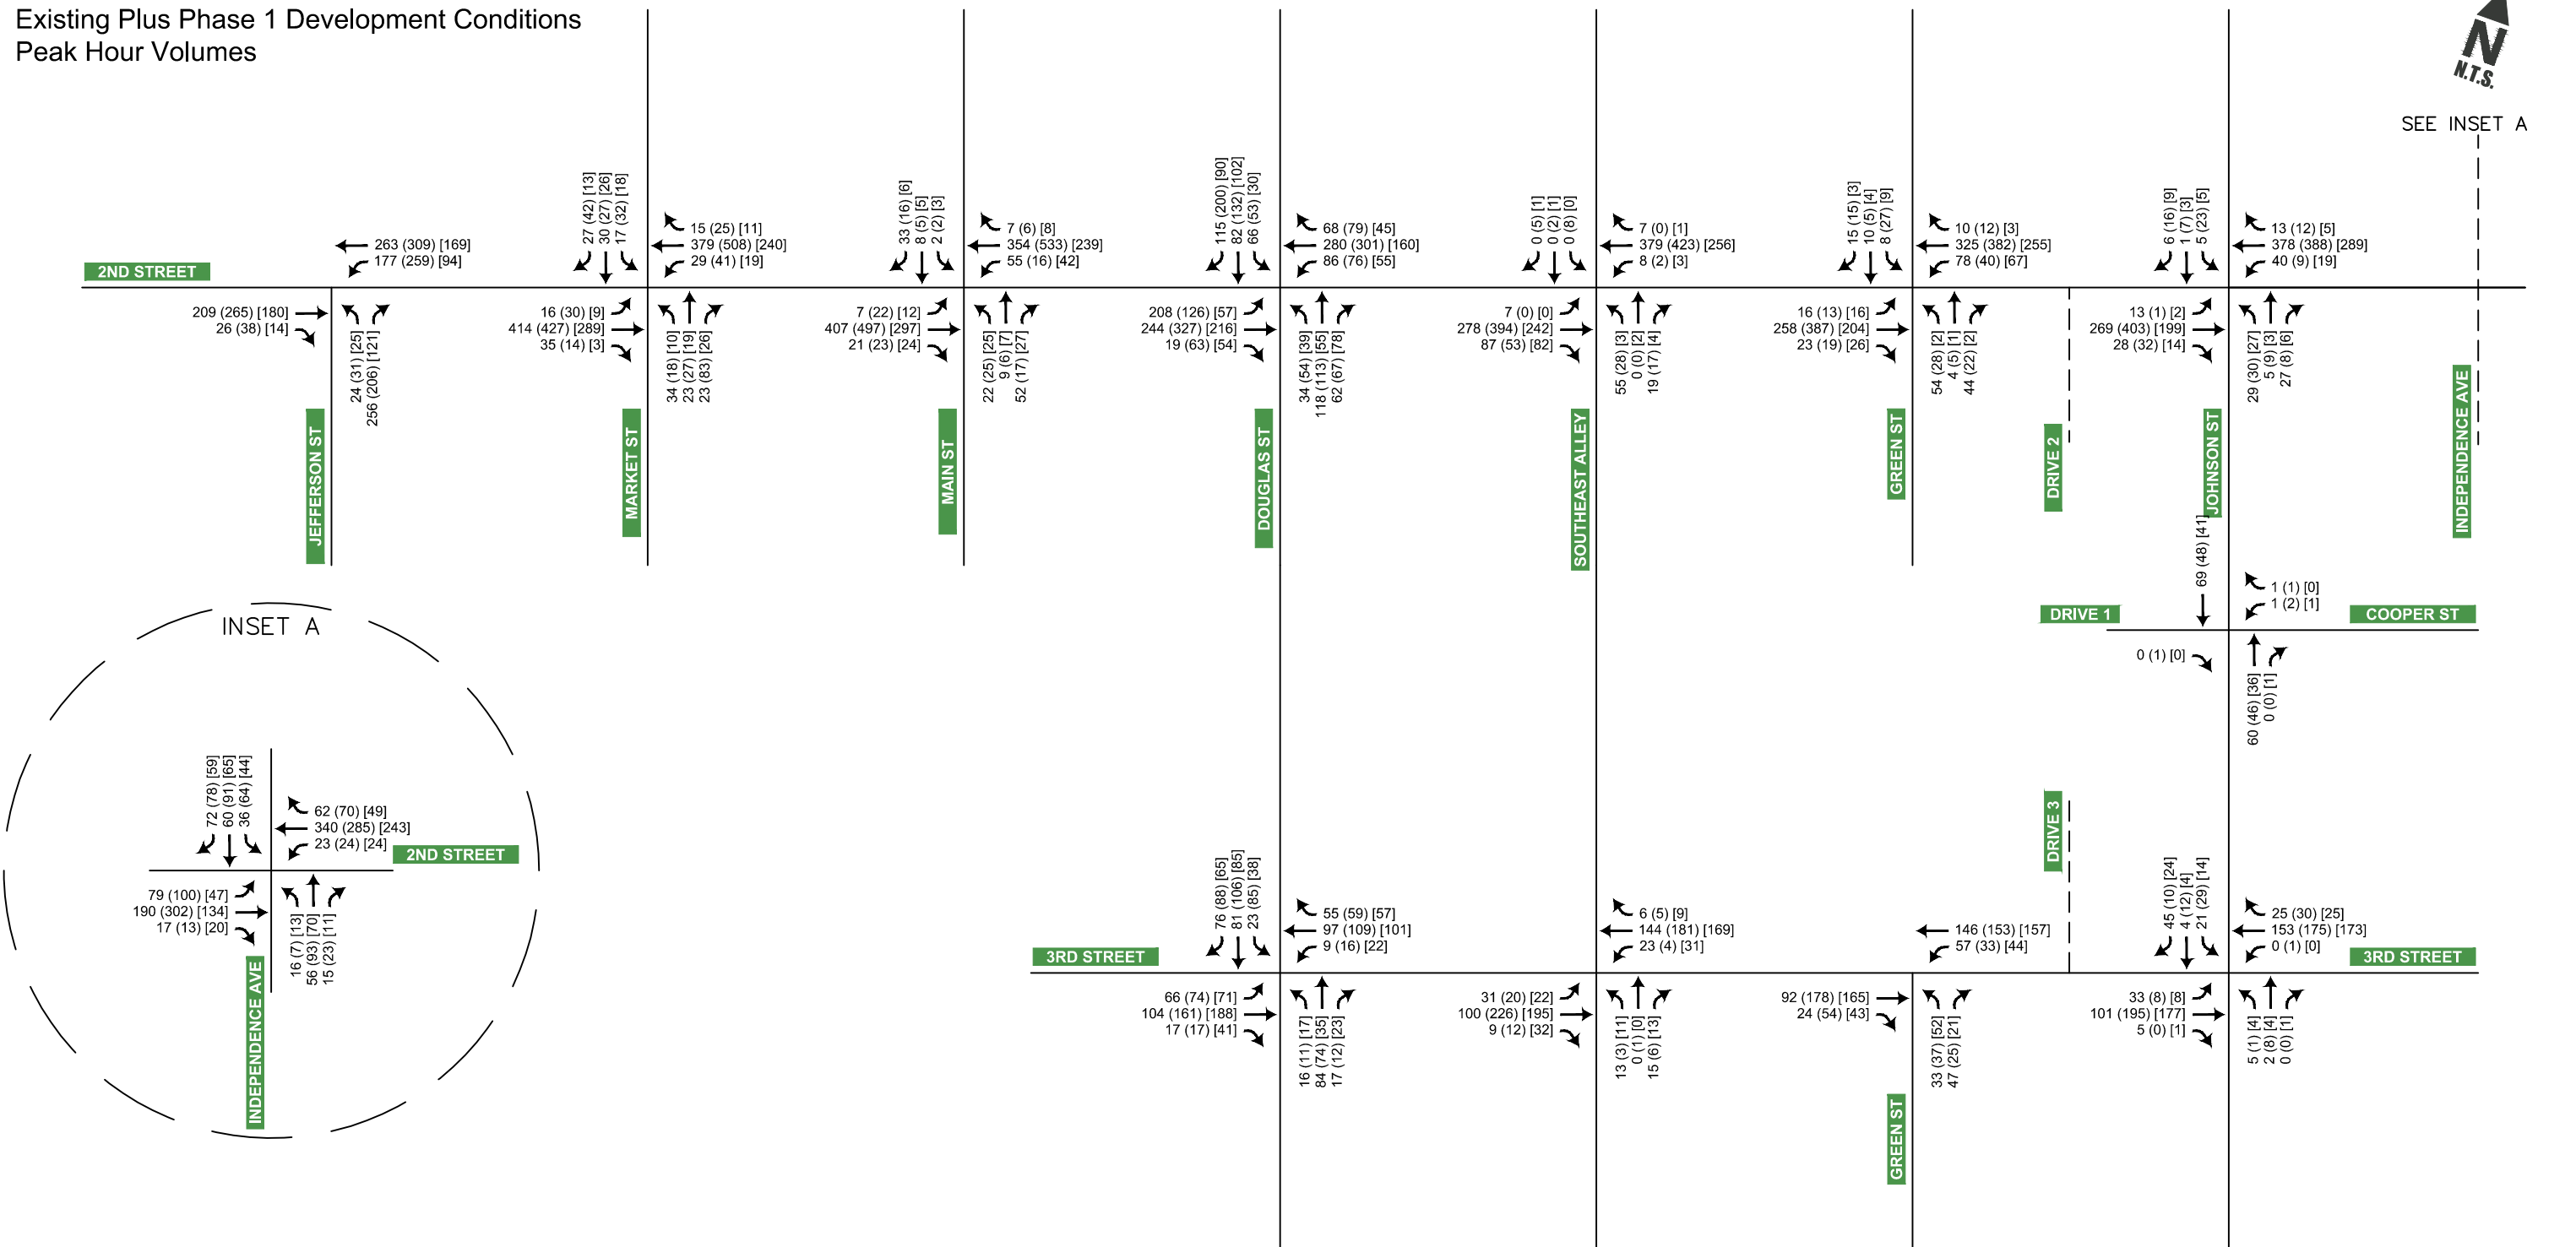 Existing Plus Phase 1 Development Conditions
Peak Hour Volumes
N
N.T.S.
SEE INSET A
2ND STREET
263 (309) [169]
177 (259) [94]
209 (265) [180]
26 (38) [14]
24 (31) [25]
256 (206) [121]
JEFFERSON ST
27 (42) [13]
30 (27) [26]
17 (32) [18]
15 (25) [11]
379 (508) [240]
29 (41) [19]
16 (30) [9]
414 (427) [289]
35 (14) [3]
34 (18) [10]
23 (27) [19]
23 (83) [26]
MARKET ST
33 (16) [6]
8 (5) [5]
2 (2) [3]
7 (6) [8]
354 (533) [239]
55 (16) [42]
7 (22) [12]
407 (497) [297]
21 (23) [24]
22 (25) [25]
9 (6) [7]
52 (17) [27]
MAIN ST
115 (200) [90]
82 (132) [102]
66 (53) [30]
68 (79) [45]
280 (301) [160]
86 (76) [55]
208 (126) [57]
244 (327) [216]
19 (63) [54]
34 (54) [39]
118 (113) [55]
62 (67) [78]
DOUGLAS ST
0 (5) [1]
0 (2) [1]
0 (8) [0]
7 (0) [1]
379 (423) [256]
8 (2) [3]
7 (0) [0]
278 (394) [242]
87 (53) [82]
55 (28) [3]
0 (0) [2]
19 (17) [4]
SOUTHEAST ALLEY
15 (15) [3]
10 (5) [4]
8 (27) [9]
10 (12) [3]
325 (382) [255]
78 (40) [67]
16 (13) [16]
258 (387) [204]
23 (19) [26]
54 (28) [2]
4 (5) [1]
44 (22) [2]
GREEN ST
DRIVE 2
6 (16) [9]
1 (7) [3]
5 (23) [5]
13 (12) [5]
378 (388) [289]
40 (9) [19]
13 (1) [2]
269 (403) [199]
28 (32) [14]
29 (30) [27]
5 (9) [3]
27 (8) [6]
JOHNSON ST
INDEPENDENCE AVE
69 (48) [41]
1 (1) [0]
1 (2) [1]
DRIVE 1
COOPER ST
0 (1) [0]
60 (46) [36]
0 (0) [1]
INSET A
72 (78) [59]
60 (91) [65]
36 (64) [44]
62 (70) [49]
340 (285) [243]
23 (24) [24]
2ND STREET
79 (100) [47]
190 (302) [134]
17 (13) [20]
16 (7) [13]
56 (93) [70]
15 (23) [11]
INDEPENDENCE AVE
3RD STREET
76 (88) [65]
81 (106) [85]
23 (85) [38]
55 (59) [57]
97 (109) [101]
9 (16) [22]
66 (74) [71]
104 (161) [188]
17 (17) [41]
16 (11) [17]
84 (74) [35]
17 (12) [23]
6 (5) [9]
144 (181) [169]
23 (4) [31]
31 (20) [22]
100 (226) [195]
9 (12) [32]
13 (3) [11]
0 (1) [0]
15 (6) [13]
146 (153) [157]
57 (33) [44]
92 (178) [165]
24 (54) [43]
33 (37) [52]
47 (25) [21]
GREEN ST
DRIVE 3
45 (10) [24]
4 (12) [4]
21 (29) [14]
25 (30) [25]
153 (175) [173]
0 (1) [0]
3RD STREET
33 (8) [8]
101 (195) [177]
5 (0) [1]
5 (1) [4]
2 (8) [4]
0 (0) [1]